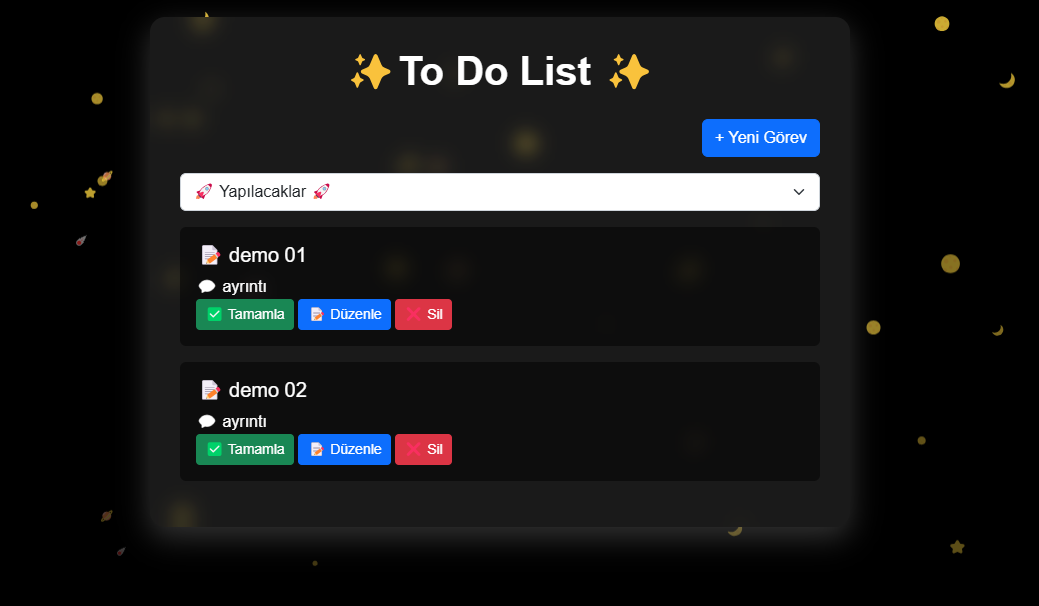 ✨To Do List ✨
+ Yeni Görev
🚀 Yapılacaklar 🚀
📝 demo 01
💬 ayrıntı
✅ Tamamla 📝 Düzenle ❌ Sil
📝 demo 02
💬 ayrıntı
✅ Tamamla 📝 Düzenle ❌ Sil